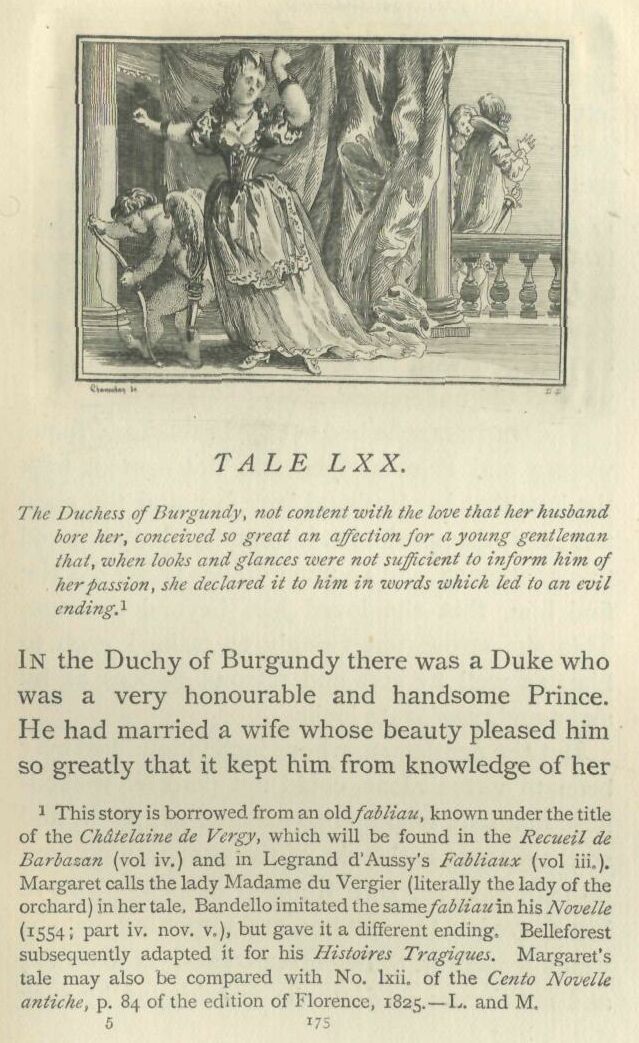 TALE LXX.
The Duchess of Burgundy, not content with the love that her husband
bore her, conceived so great an affection for a young gentleman
that, when looks and glances were not sufficient to inform him of
her passion, she declared it to him in words which led to an evil
ending.1
IN the Duchy of Burgundy there was a Duke who
was a very honourable and handsome Prince.
He had married a wife whose beauty pleased him
so greatly that it kept him from knowledge of her
1 This story is borrowed from an old fabliau, known under the title
of the Châtelaine de Vergy, which will be found in the Recueil de
Barbazan (vol iv.) and in Legrand d'Aussy's Fabliaux (vol iii.).
Margaret calls the lady Madame du Vergier (literally the lady of the
orchard) in her tale. Bandello imitated the same fabliau in his Novelle
(1554; part iv. nov. v.), but gave it a different ending. Belleforest
subsequently adapted it for his Histoires Tragiques. Margaret's
tale may also be compared with No. lxii. of the Cento Novelle
antiche, p. 84 of the edition of Florence, 1825.—L. and M.
5 175